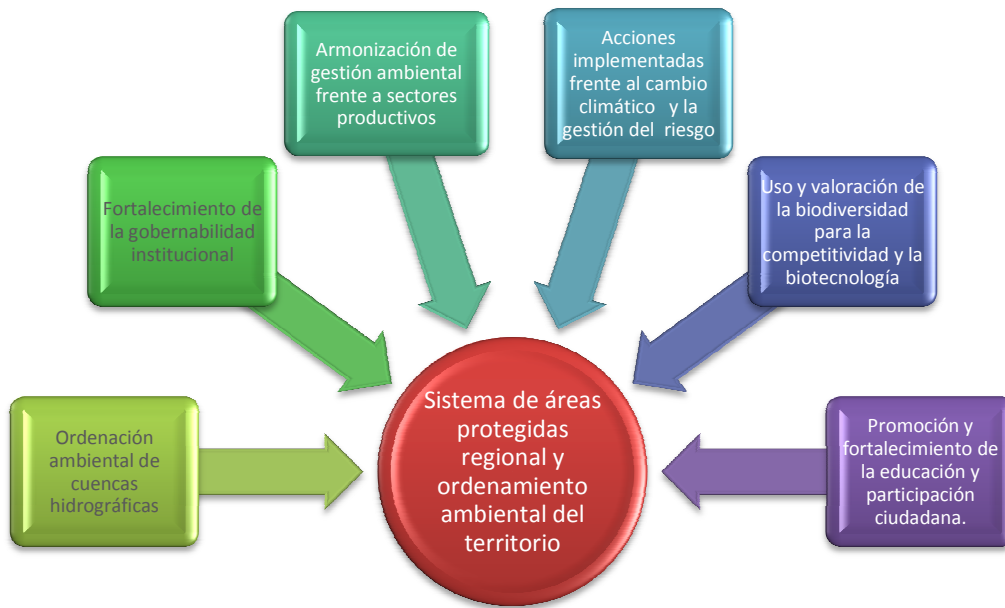 Armonización de
gestión ambiental
frente a sectores
productivos
Acciones
implementadas
frente al cambio
climático y la
gestión del riesgo
Fortalecimiento de
la gobernabilidad
institucional
Uso y valoración de
la biodiversidad
para la
competitividad y la
biotecnología
Ordenación
ambiental de
cuencas
hidrográficas
Sistema de áreas
protegidas
regional y
ordenamiento
ambiental del
territorio
Promoción y
fortalecimiento de
la educación y
participación
ciudadana.